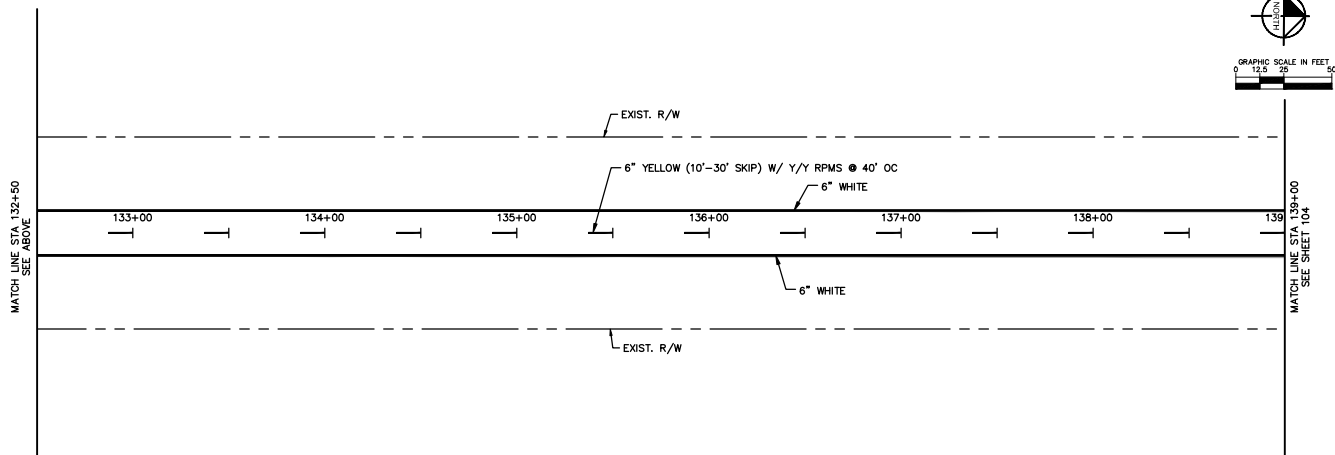 NORTH
GRAPHIC SCALE IN FEET
0 12.5 25 50
EXIST. R/W
6" YELLOW (10'-30' SKIP) W/ Y/Y RPMS @ 40' OC
6" WHITE
133+00 134+00 135+00 136+00 137+00 138+00 139
6" WHITE
EXIST. R/W
MATCH LINE STA 132+50
SEE ABOVE
MATCH LINE STA 139+00
SEE SHEET 104